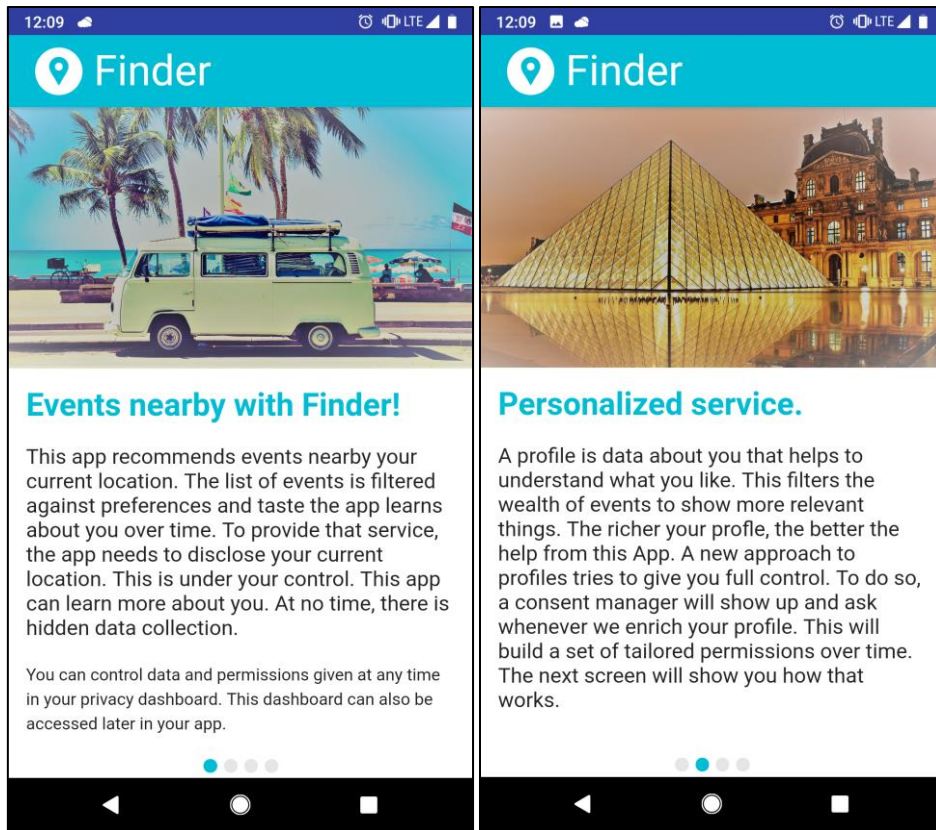 12:09
LTE
Finder
Events nearby with Finder!
This app recommends events nearby your
current location. The list of events is filtered
against preferences and taste the app learns
about you over time. To provide that service,
the app needs to disclose your current
location. This is under your control. This app
can learn more about you. At no time, there is
hidden data collection.
You can control data and permissions given at any time
in your privacy dashboard. This dashboard can also be
accessed later in your app.
12:09
LTE
Finder
Personalized service.
A profile is data about you that helps to
understand what you like. This filters the
wealth of events to show more relevant
things. The richer your profle, the better the
help from this App. A new approach to
profiles tries to give you full control. To do so,
a consent manager will show up and ask
whenever we enrich your profile. This will
build a set of tailored permissions over time.
The next screen will show you how that
works.